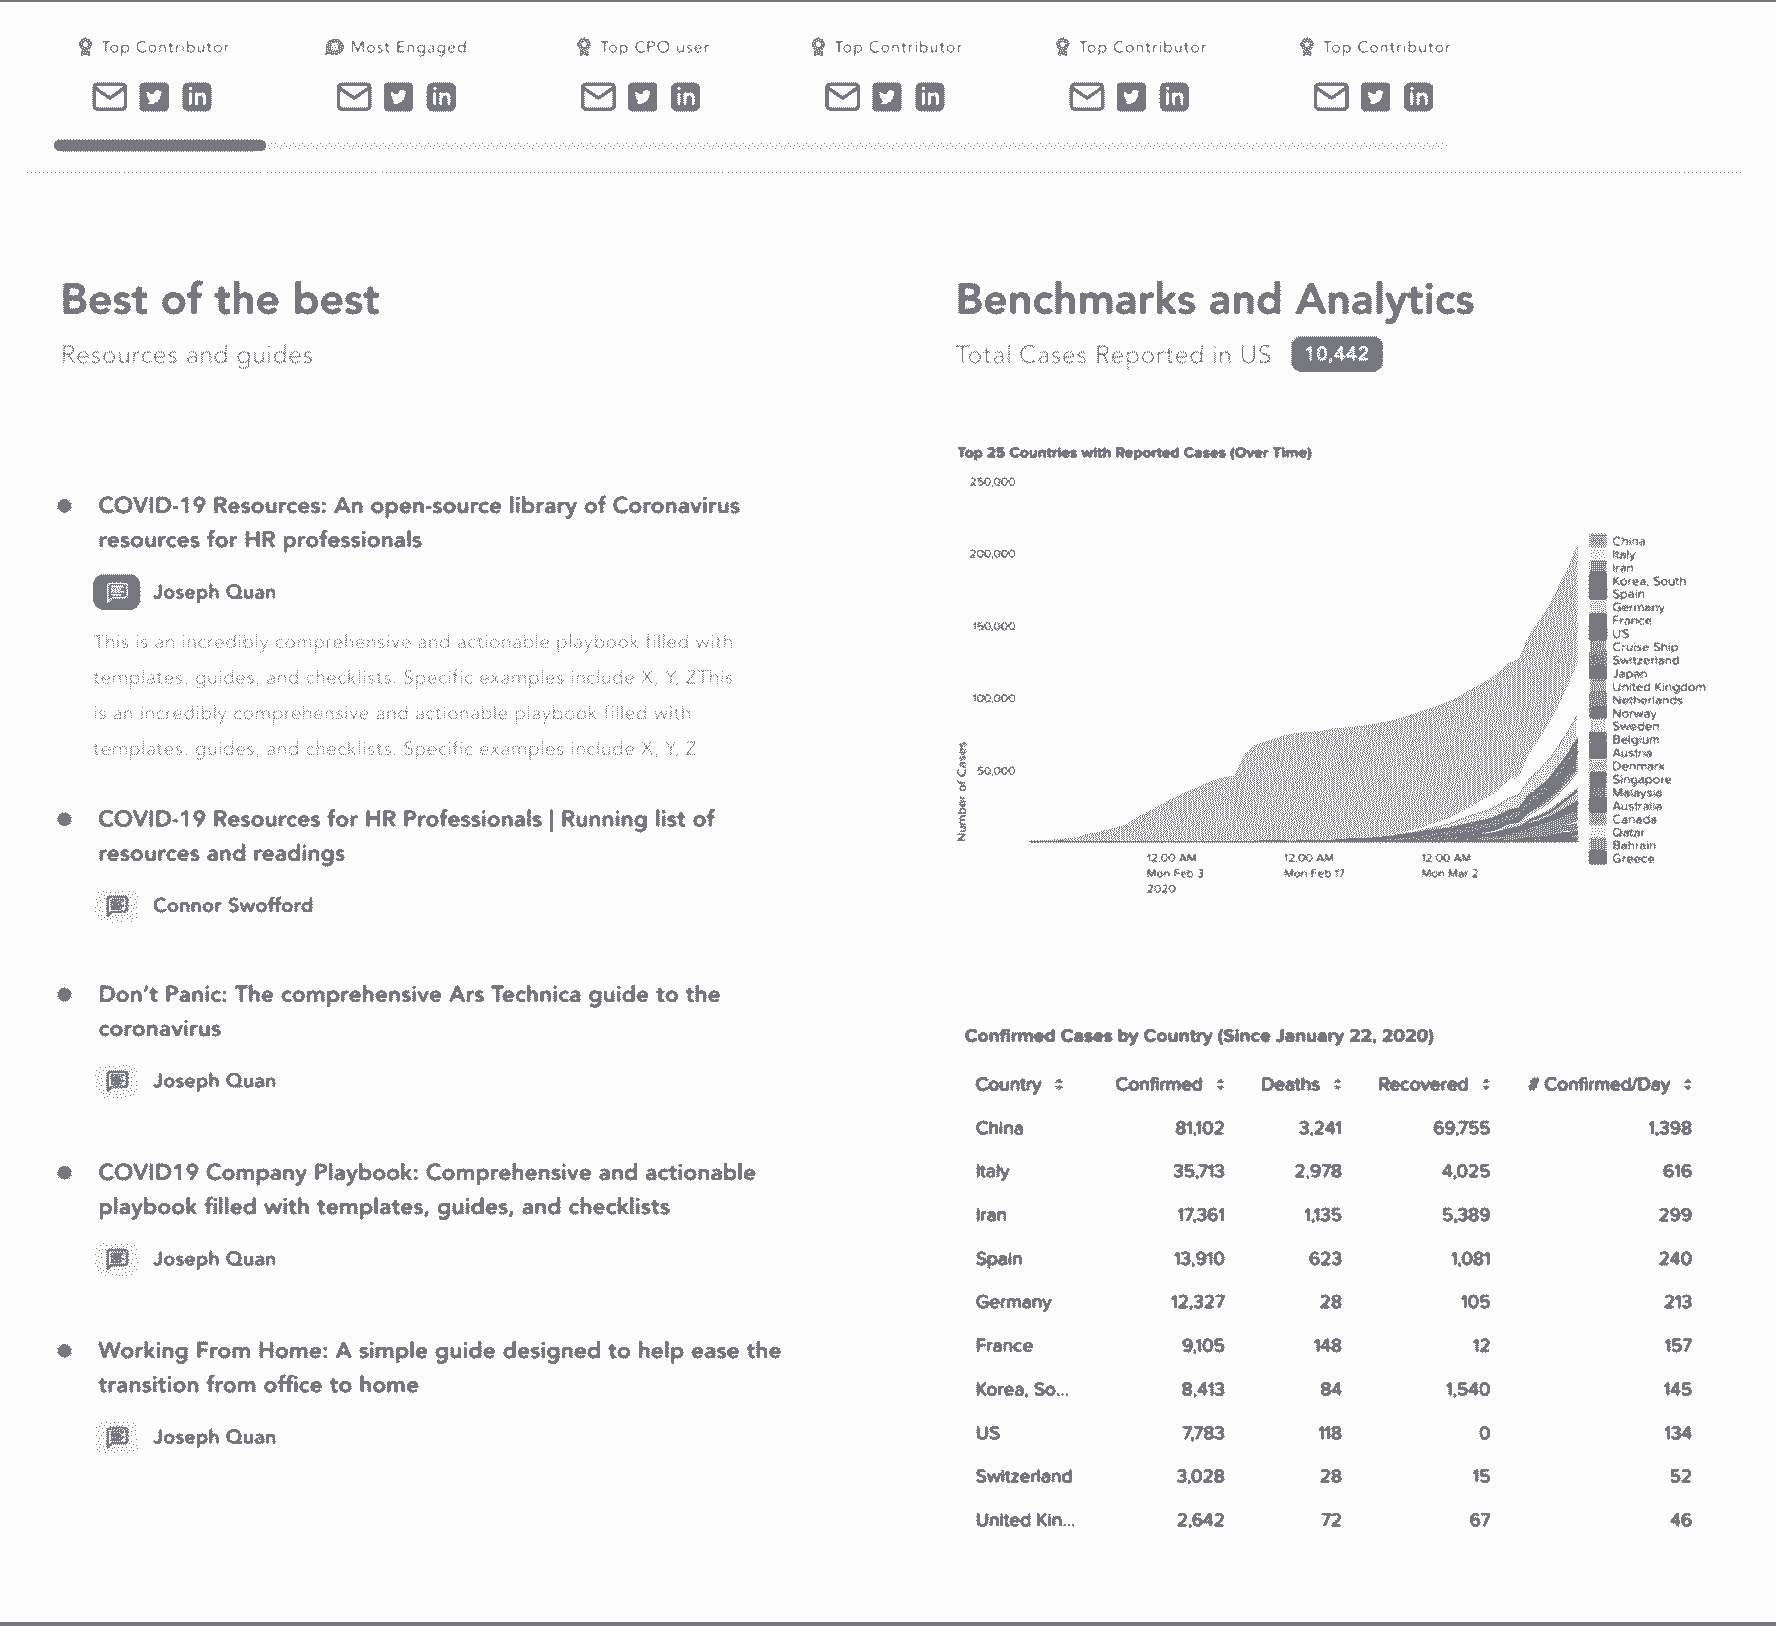 Top Contributor
Most Engaged
Top CPO user
Top Contributor
Top Contributor
Top Contributor
Best of the best
Resources and guides
COVID-19 Resources: An open-source library of Coronavirus
resources for HR professionals
Joseph Quan
This is an incredibly comprehensive and actionable playbook filled with
templates. guides, and checklists. Specific examples include X, Y, ZThis
is an incredibly comprehensive and actionable playbook filled with
templates. guides, and checklists. Specific examples include X, Y, Z
COVID-19 Resources for HR Professionals | Running list of
resources and readings
Connor Swofford
Don't Panic: The comprehensive Ars Technica guide to the
coronavirus
Joseph Quan
COVID19 Company Playbook: Comprehensive and actionable
playbook filled with templates, guides, and checklists
Joseph Quan
Working From Home: A simple guide designed to help ease the
transition from office to home
Joseph Quan
Benchmarks and Analytics
Total Cases Reported in US 10,442
Top 25 Countries with Reported Cases (Over Time)
250,000
200,000
150,000
100,000
50,000
Number of Cases
12:00 AM
Mon Feb 3
2020
12:00 AM
Mon Feb 17
12:00 AM
Mon Mar 2
China
Italy
Iran
Korea, South
Spain
Germany
France
US
Cruise Ship
Switzerland
Japan
United Kingdom
Netherlands
Norway
Sweden
Belgium
Austria
Denmark
Singapore
Malaysia
Australia
Canada
Qatar
Bahrain
Greece
Confirmed Cases by Country (Since January 22, 2020)
Country Confirmed Deaths Recovered # Confirmed/Day
China 81,102 3,241 69,755 1,398
Italy 35,713 2,978 4,025 616
Iran 17,361 1,135 5,389 299
Spain 13,910 623 1,081 240
Germany 12,327 28 105 213
France 9,105 148 12 157
Korea, So... 8,413 84 1,540 145
US 7,783 118 0 134
Switzerland 3,028 28 15 52
United Kin... 2,642 72 67 46